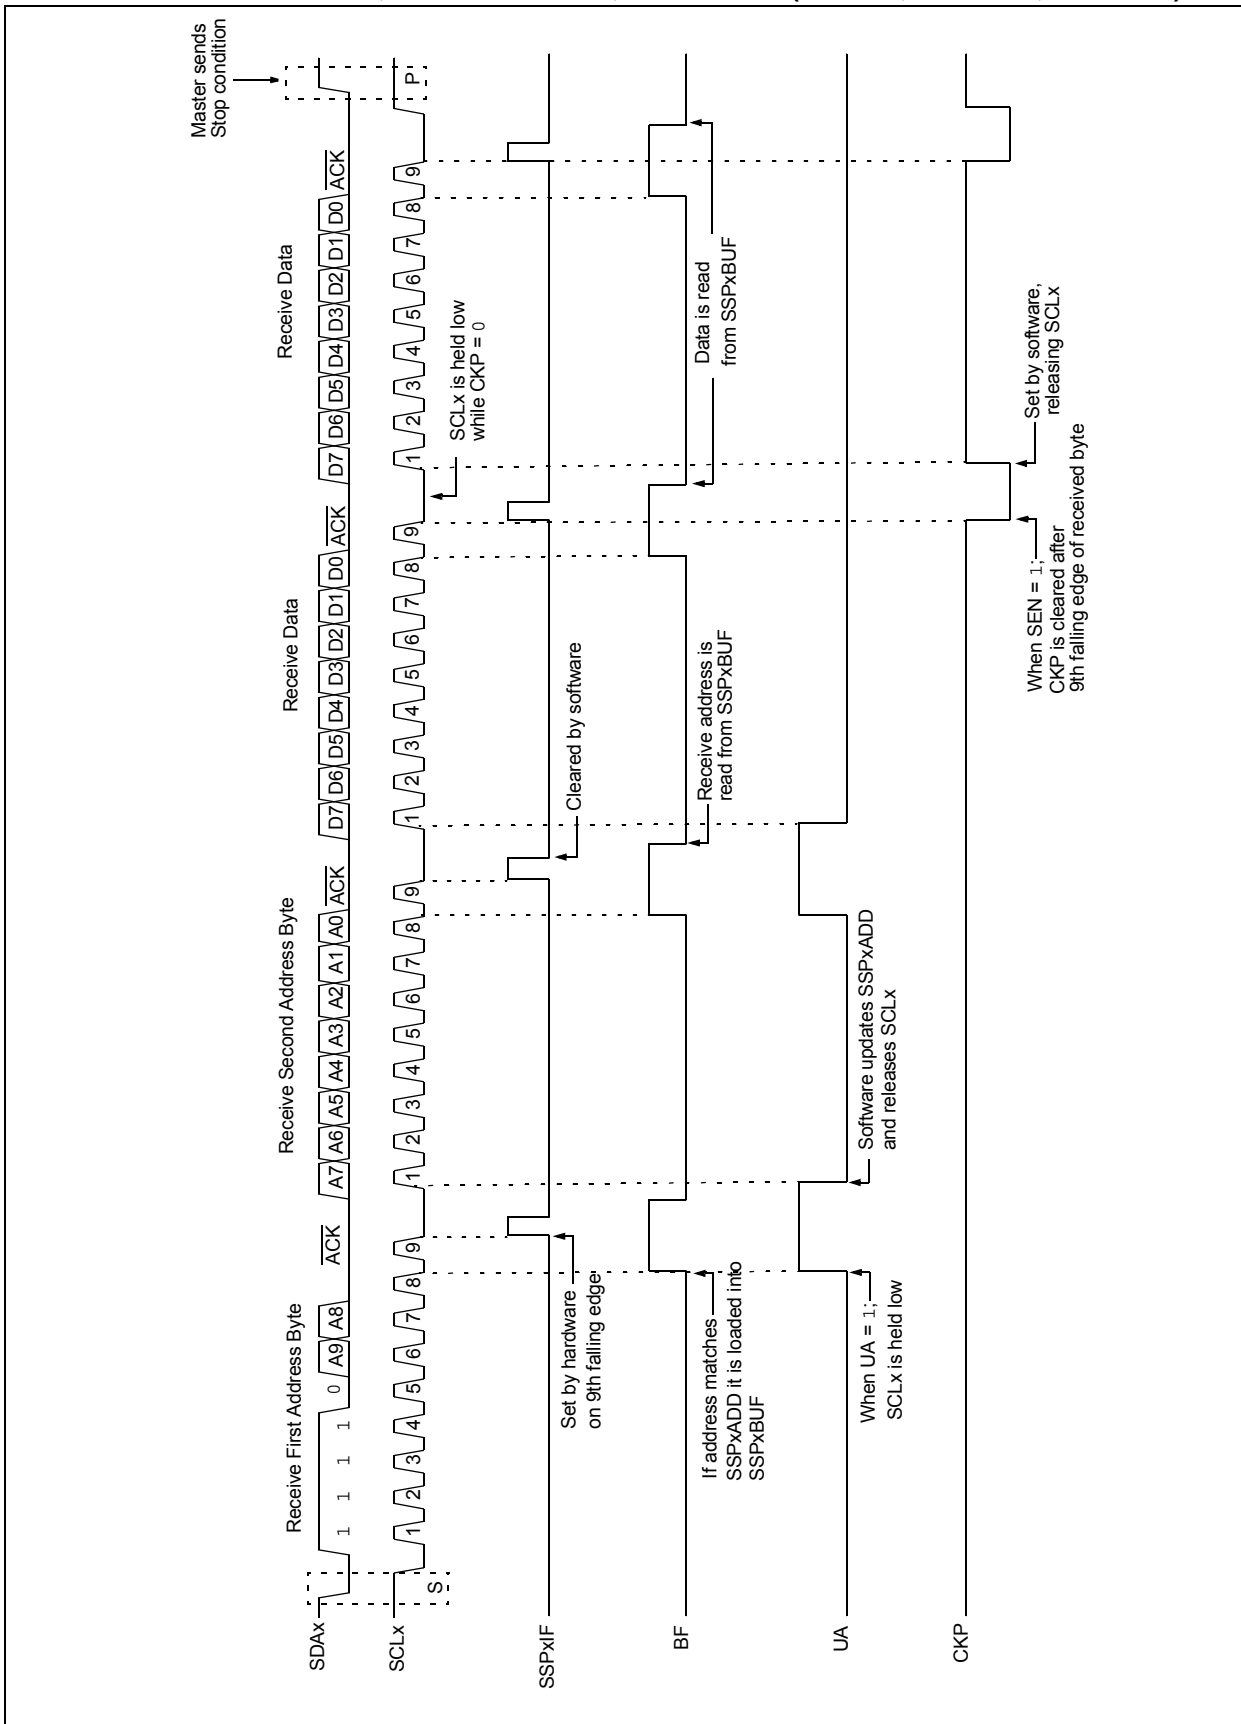 Master sends
Stop condition
Receive First Address Byte
Receive Second Address Byte
Receive Data
Receive Data
SDAx
1 1 1 1 0 A9 A8 ACK A7 A6 A5 A4 A3 A2 A1 A0 ACK D7 D6 D5 D4 D3 D2 D1 D0 ACK D7 D6 D5 D4 D3 D2 D1 D0 ACK
SCLx
S 1 2 3 4 5 6 7 8 9 1 2 3 4 5 6 7 8 9 1 2 3 4 5 6 7 8 9 1 2 3 4 5 6 7 8 9 P
SCLx is held low
while CKP = 0
SSPxIF
Set by hardware
on 9th falling edge
Cleared by software
BF
If address matches
SSPxADD it is loaded into
SSPxBUF
Receive address is
read from SSPxBUF
Data is read
from SSPxBUF
UA
When UA = 1;
SCLx is held low
Software updates SSPxADD
and releases SCLx
CKP
When SEN = 1;
CKP is cleared after
9th falling edge of received byte
Set by software,
releasing SCLx